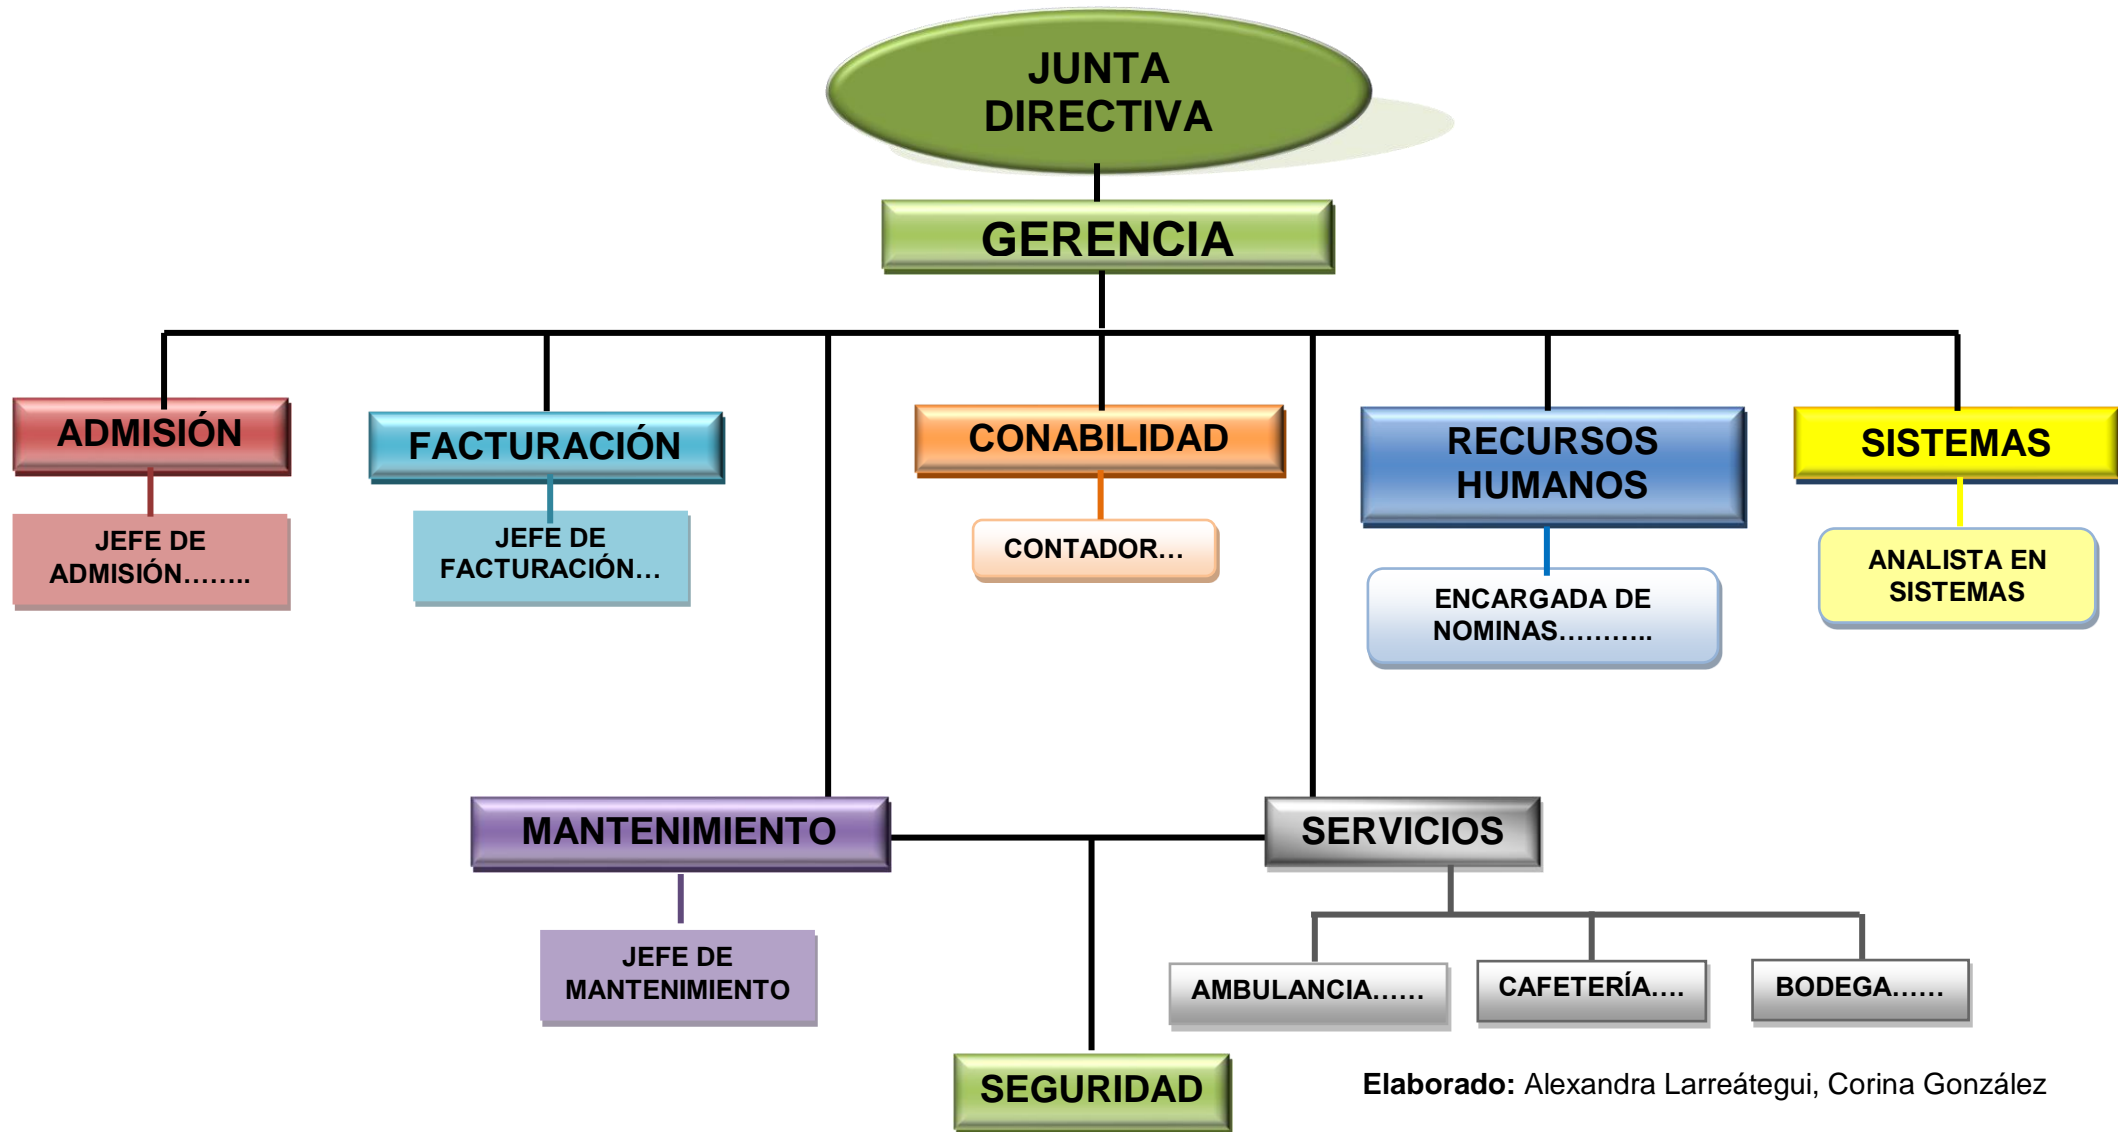 JUNTA
DIRECTIVA
GERENCIA
ADMISIÓN
FACTURACIÓN
CONABILIDAD
RECURSOS
HUMANOS
SISTEMAS
JEFE DE
ADMISIÓN……..
JEFE DE
FACTURACIÓN…
CONTADOR…
ENCARGADA DE
NOMINAS………..
ANALISTA EN
SISTEMAS
MANTENIMIENTO
SERVICIOS
JEFE DE
MANTENIMIENTO
AMBULANCIA……
CAFETERÍA….
BODEGA……
SEGURIDAD
Elaborado: Alexandra Larreátegui, Corina González